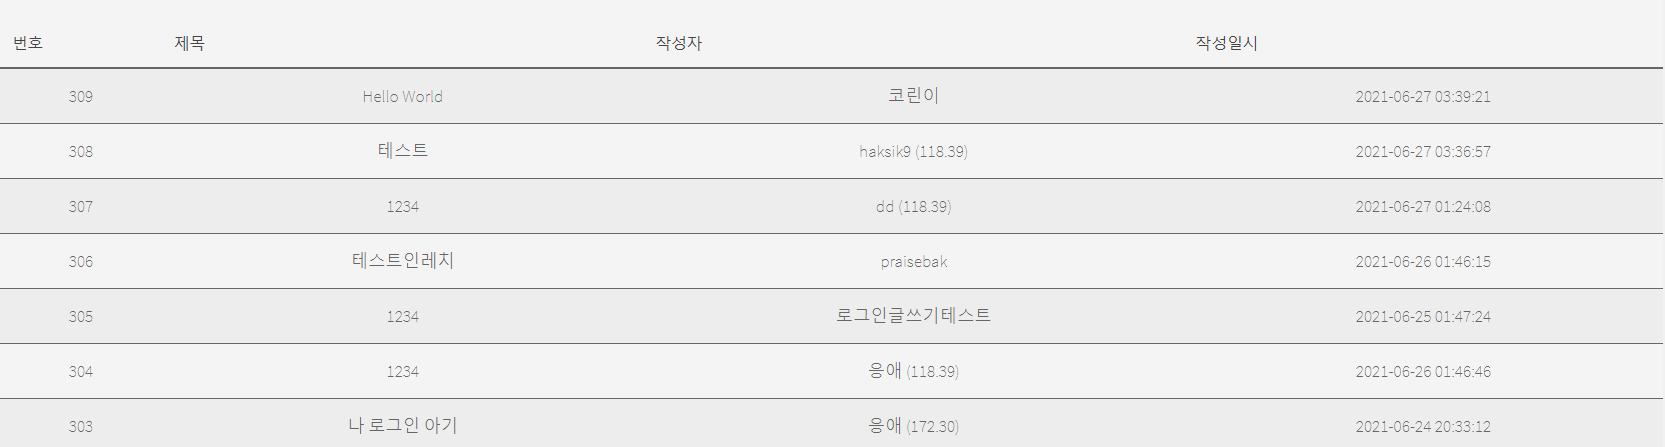 번호 제목 작성자 작성일시
309 Hello World 코린이 2021-06-27 03:39:21
308 테스트 haksik9 (118.39) 2021-06-27 03:36:57
307 1234 dd (118.39) 2021-06-27 01:24:08
306 테스트인레치 praisebak 2021-06-26 01:46:15
305 1234 로그인글쓰기테스트 2021-06-25 01:47:24
304 1234 응애 (118.39) 2021-06-26 01:46:46
303 나 로그인 아기 응애 (172.30) 2021-06-24 20:33:12